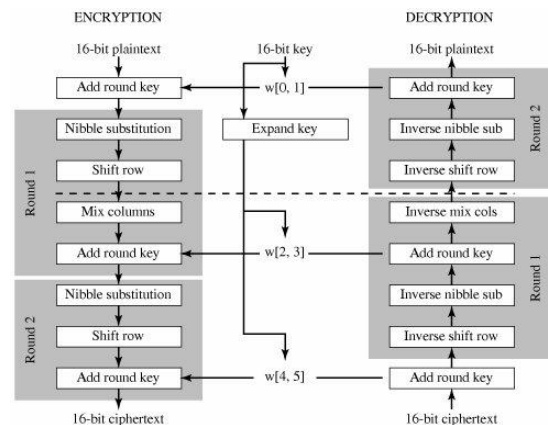 ENCRYPTION
DECRYPTION
16-bit plaintext
16-bit key
16-bit plaintext
Add round key
w[0, 1]
Add round key
Nibble substitution
Expand key
Inverse nibble sub
Round 2
Shift row
Inverse shift row
Round 1
Mix columns
Inverse mix cols
Add round key
w[2, 3]
Add round key
Round 1
Nibble substitution
Inverse nibble sub
Round 2
Shift row
Inverse shift row
Add round key
w[4, 5]
Add round key
16-bit ciphertext
16-bit ciphertext